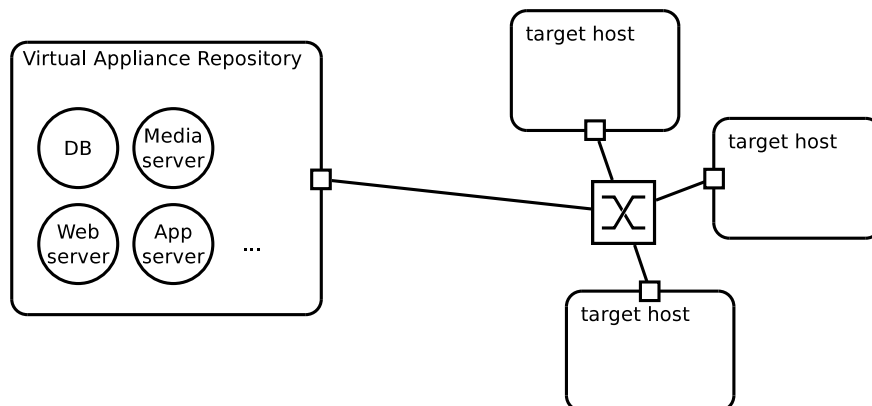 Virtual Appliance Repository
DB
Media
server
Web
server
App
server
...
target host
target host
target host